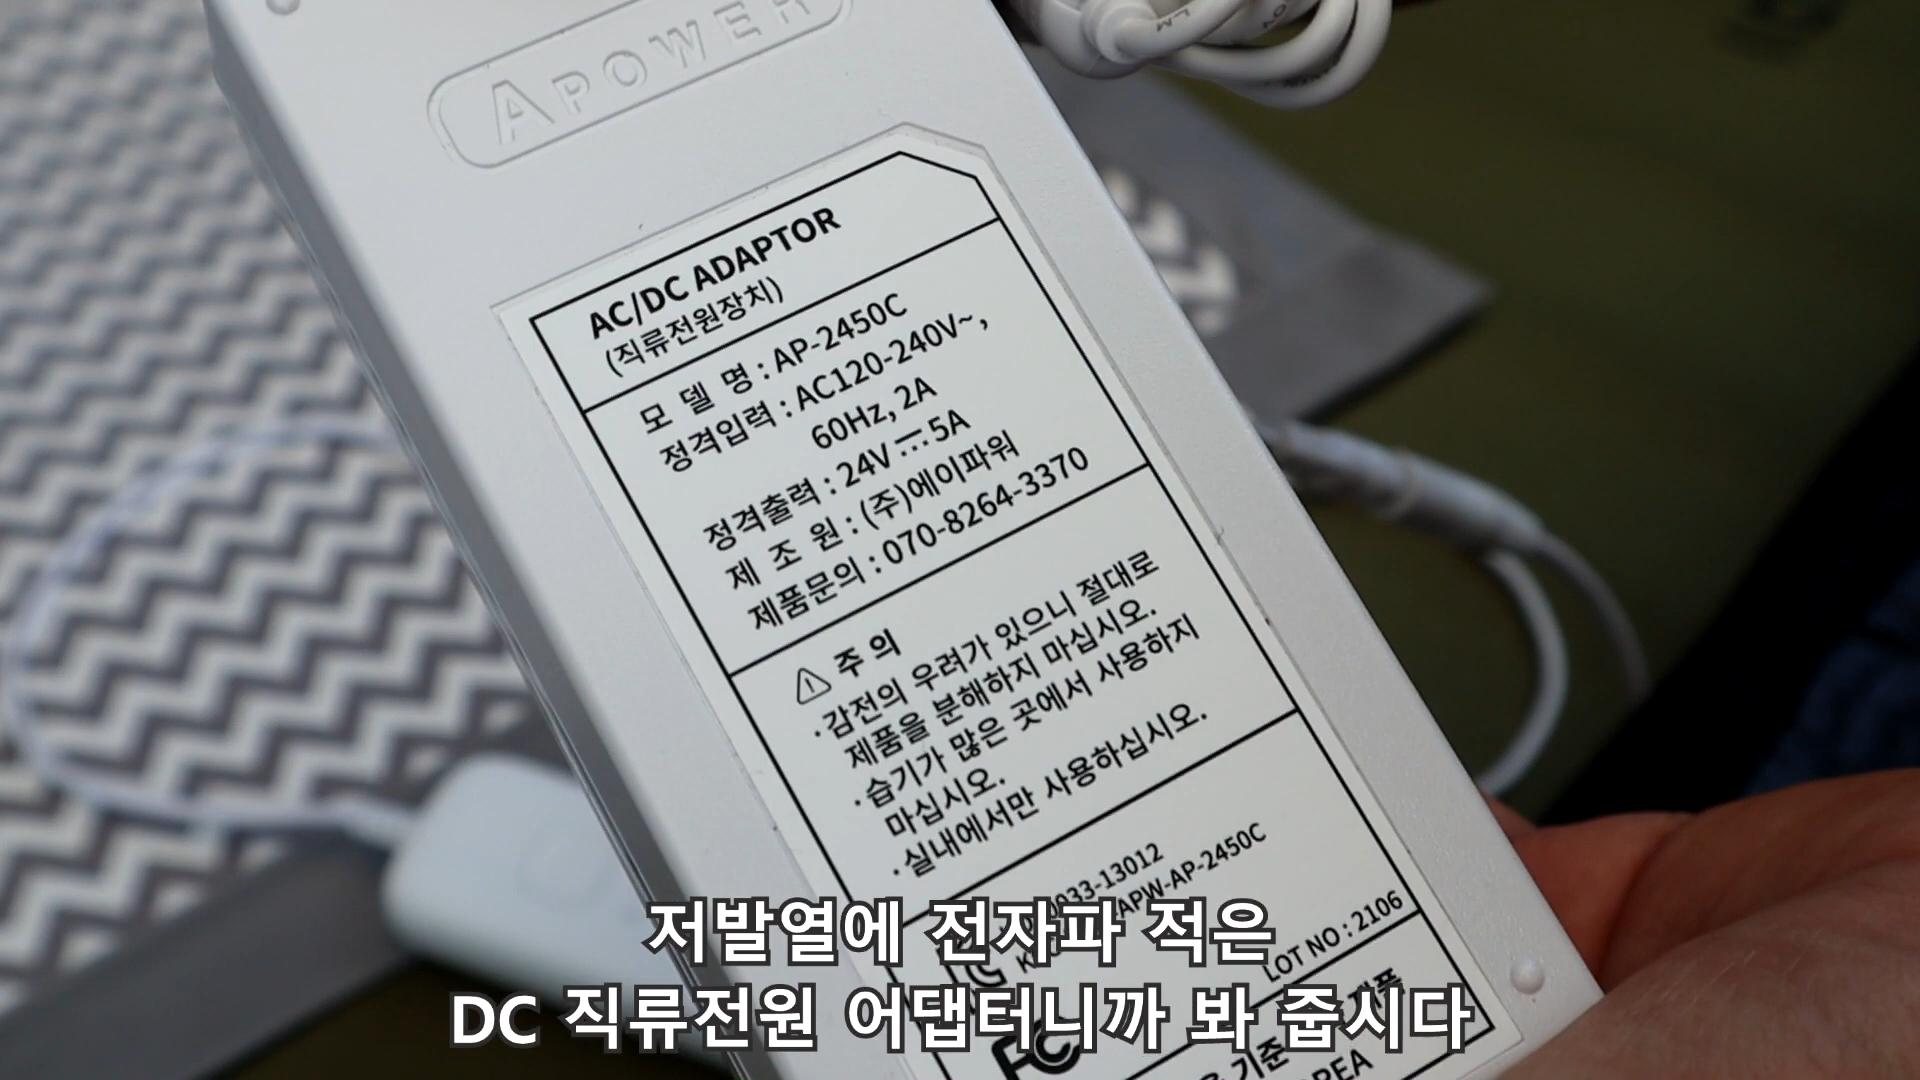 APOWER
AC/DC ADAPTOR
(직류전원장치)
모 델 명 : AP-2450C
정격입력 : AC120-240V~,
60Hz, 2A
정격출력 : 24V ⎓ 5A
제 조 원 : (주)에이파워
제품문의 : 070-8264-3370
⚠ 주 의
·감전의 우려가 있으니 절대로
제품을 분해하지 마십시오.
·습기가 많은 곳에서 사용하지
마십시오.
·실내에서만 사용하십시오.
033-13012
APW-AP-2450C
LOT NO : 2106
저발열에 전자파 적은
DC 직류전원 어댑터니까 봐 줍시다
FC
기준